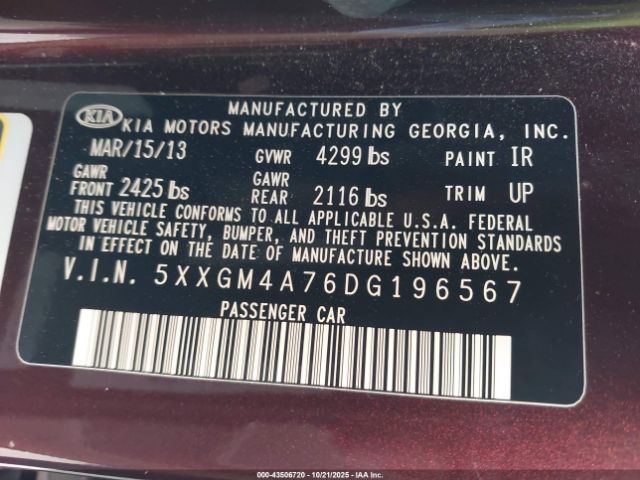 MANUFACTURED BY
KIA KIA MOTORS MANUFACTURING GEORGIA, INC.
MAR/15/13 GVWR 4299 lbs PAINT IR
GAWR FRONT 2425 lbs GAWR REAR 2116 lbs TRIM UP
THIS VEHICLE CONFORMS TO ALL APPLICABLE U.S.A. FEDERAL
MOTOR VEHICLE SAFETY, BUMPER, AND THEFT PREVENTION STANDARDS
IN EFFECT ON THE DATE OF MANUFACTURE SHOWN ABOVE.
V.I.N. 5XXGM4A76DG196567
PASSENGER CAR
000-43506720 10/21/2025 IAAI.COM